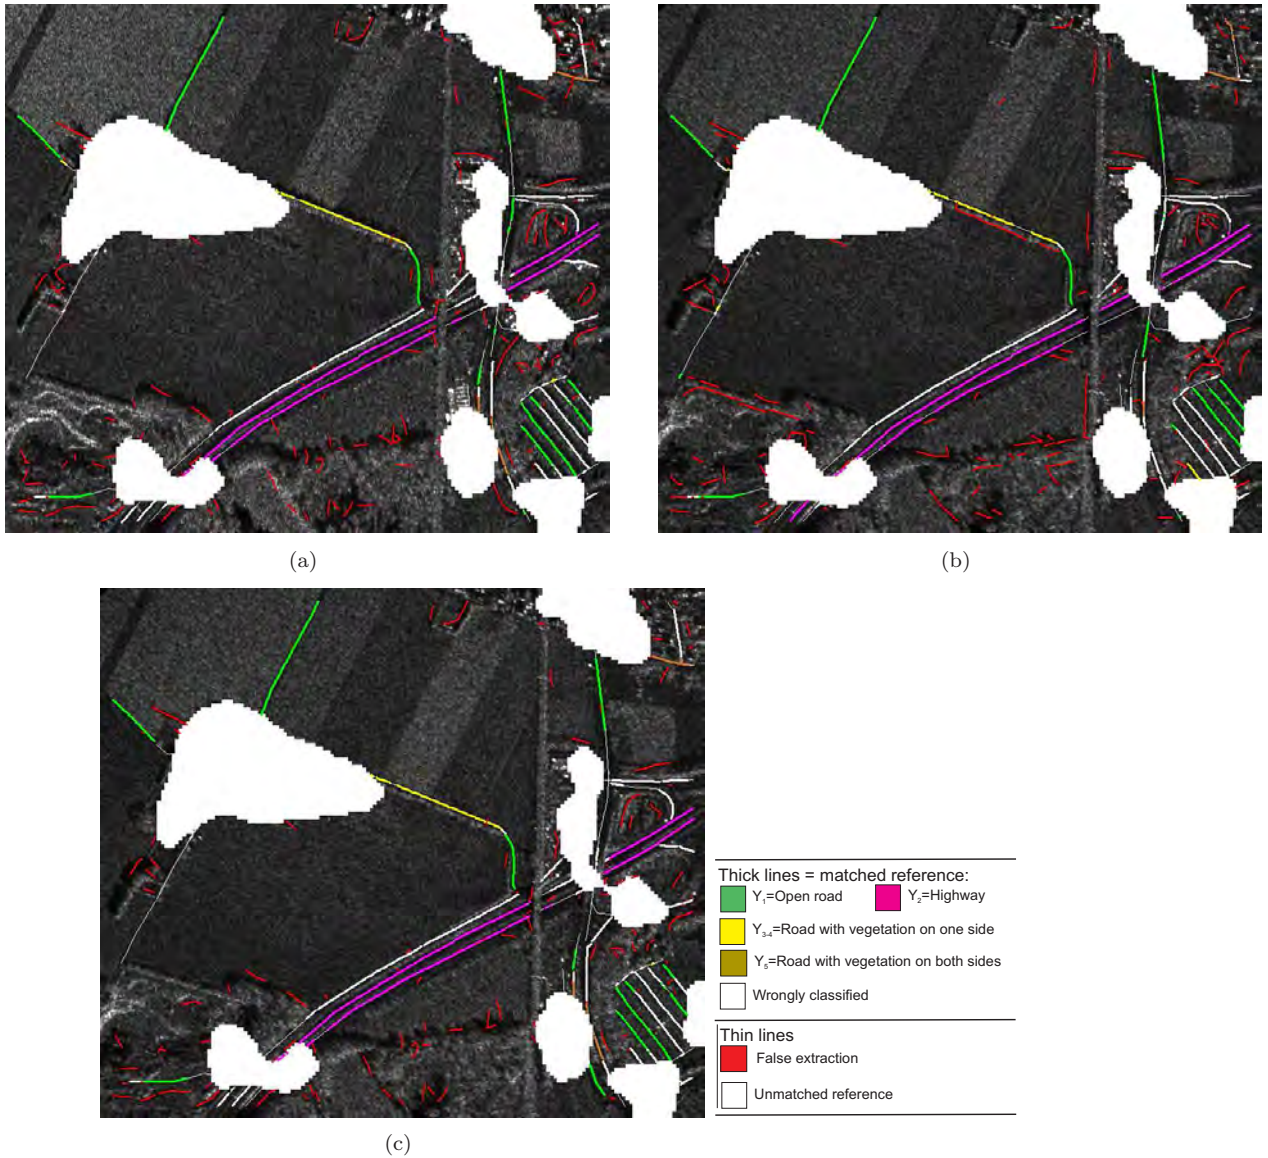 (a)
(b)
(c)
Thick lines = matched reference:
Y₁=Open road
Y₂=Highway
Y₃₋₄=Road with vegetation on one side
Y₅=Road with vegetation on both sides
Wrongly classified
Thin lines
False extraction
Unmatched reference